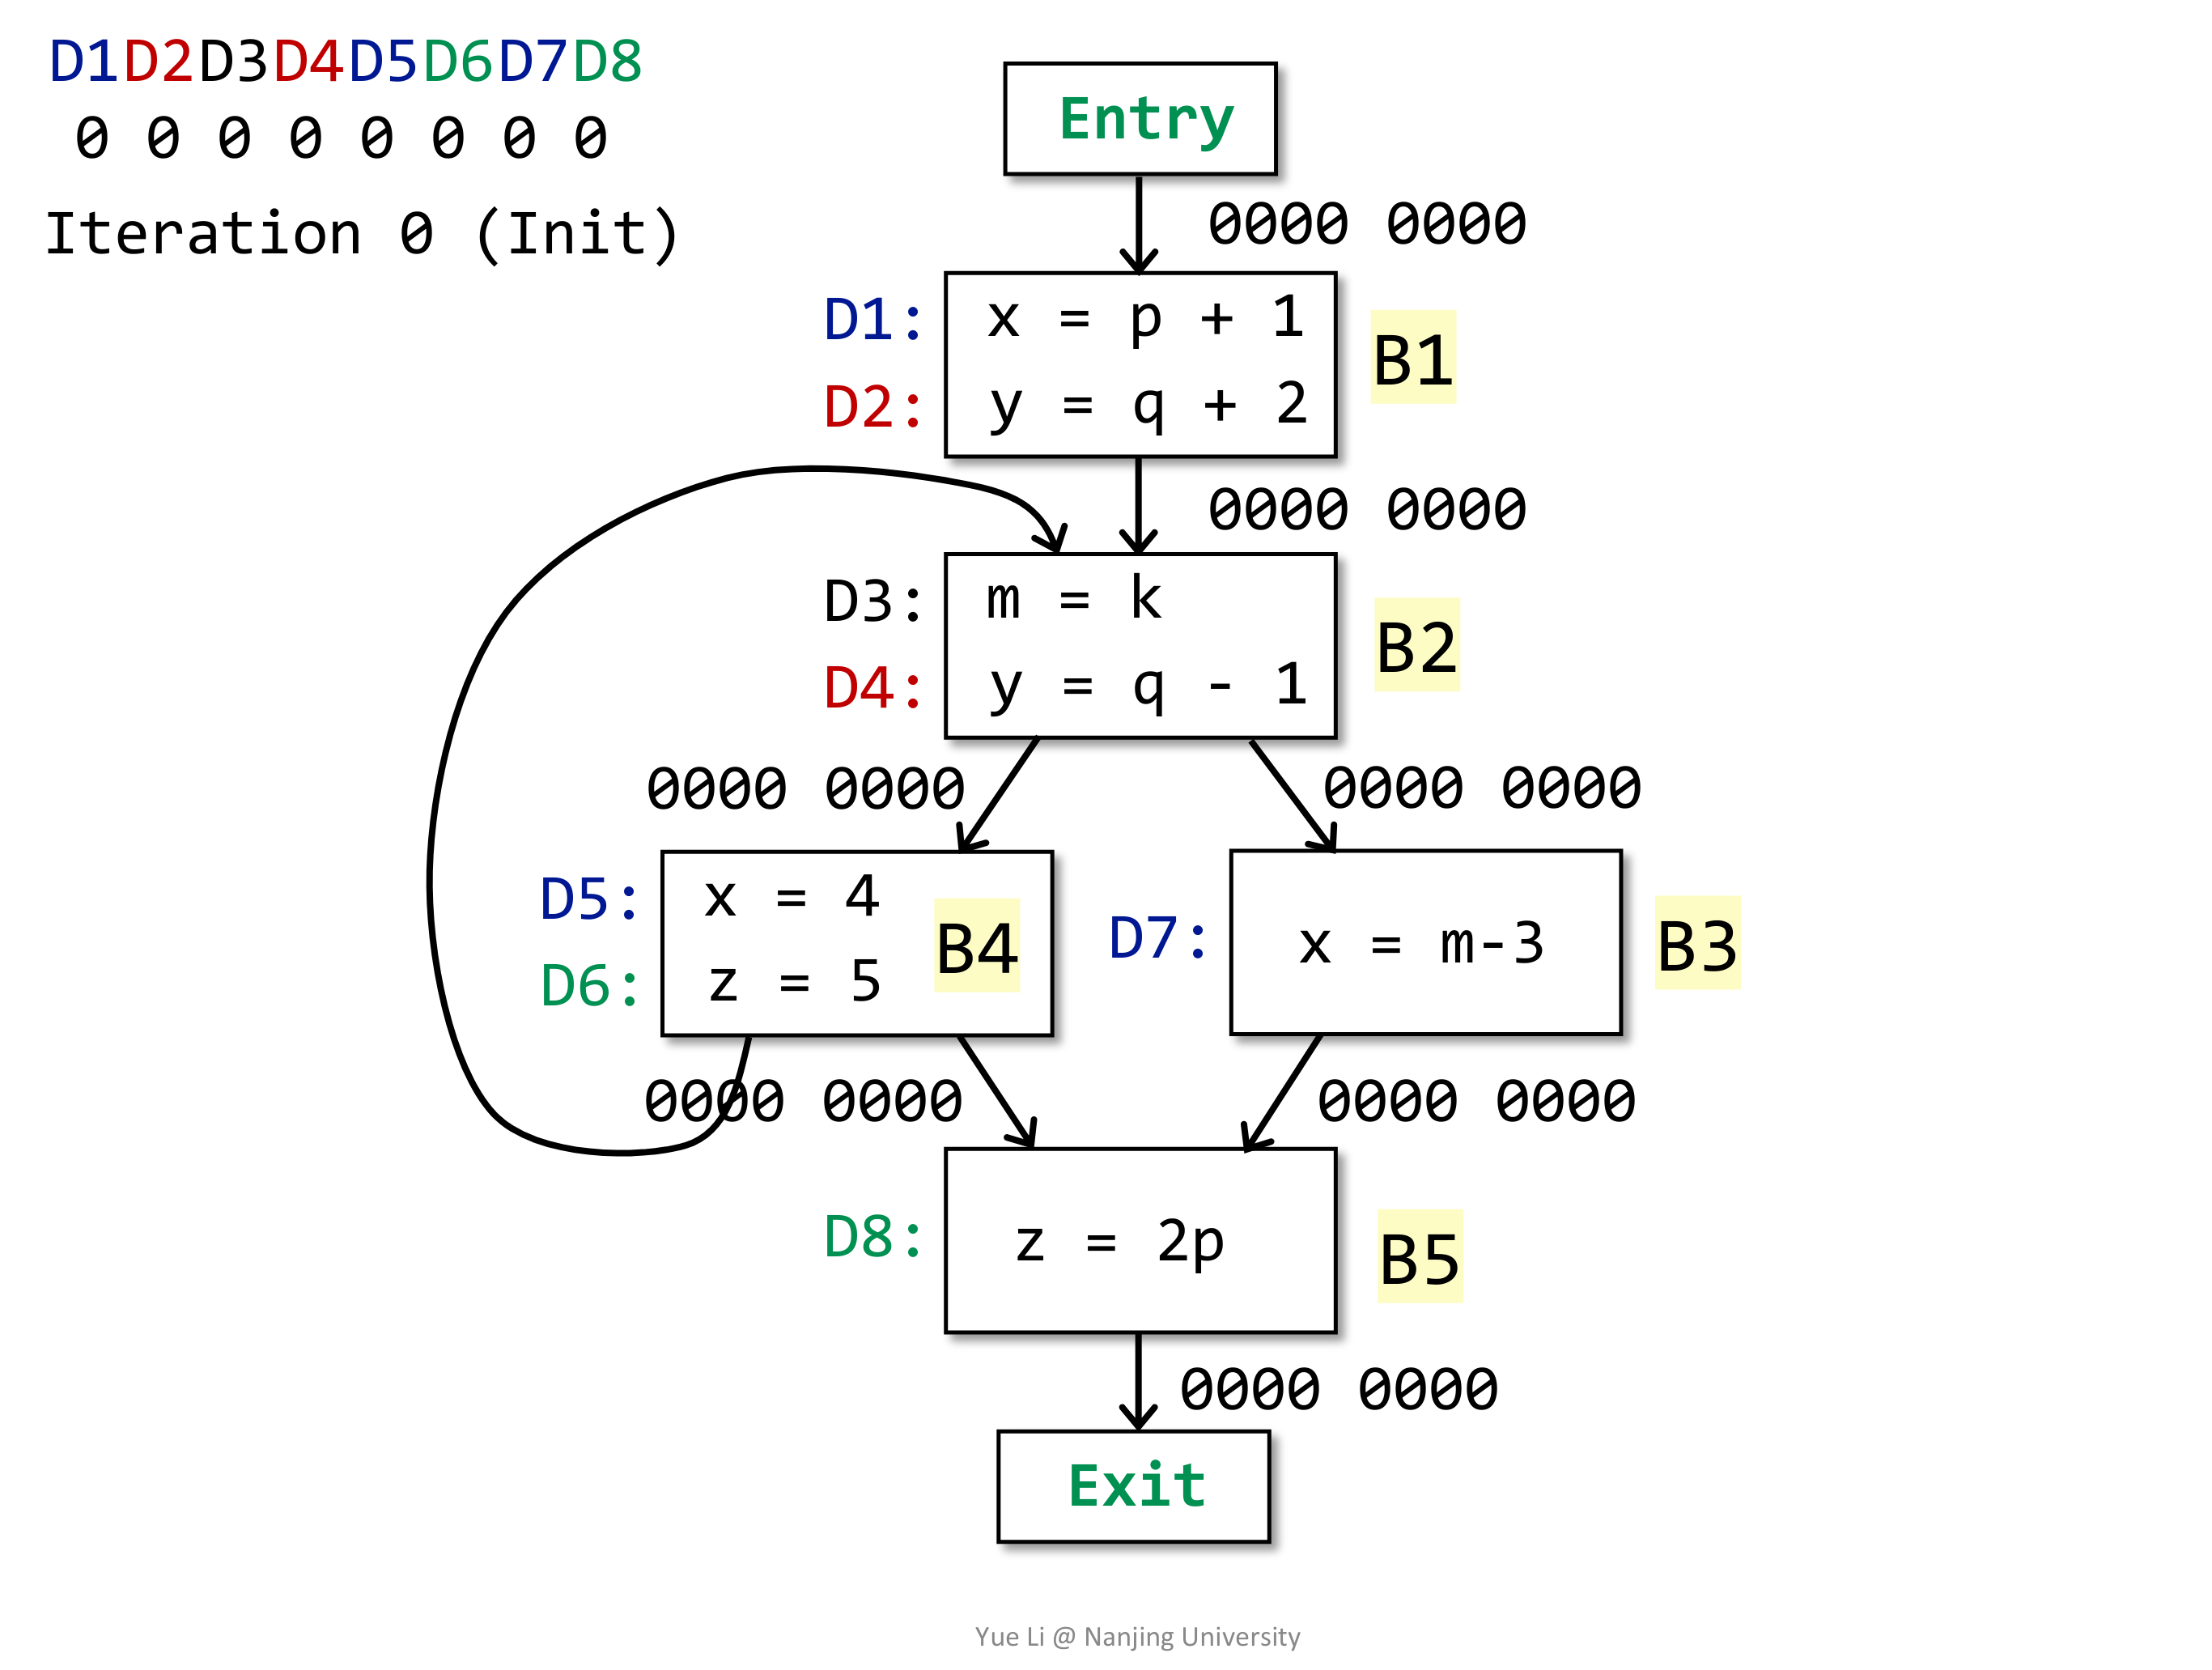 D1D2D3D4D5D6D7D8
0 0 0 0 0 0 0 0
Iteration 0 (Init)
Entry
0000 0000
D1: x = p + 1
D2: y = q + 2
B1
0000 0000
D3: m = k
D4: y = q - 1
B2
0000 0000
0000 0000
D5: x = 4
D6: z = 5
B4
D7: x = m-3
B3
0000 0000
0000 0000
D8: z = 2p
B5
0000 0000
Exit
Yue Li @ Nanjing University